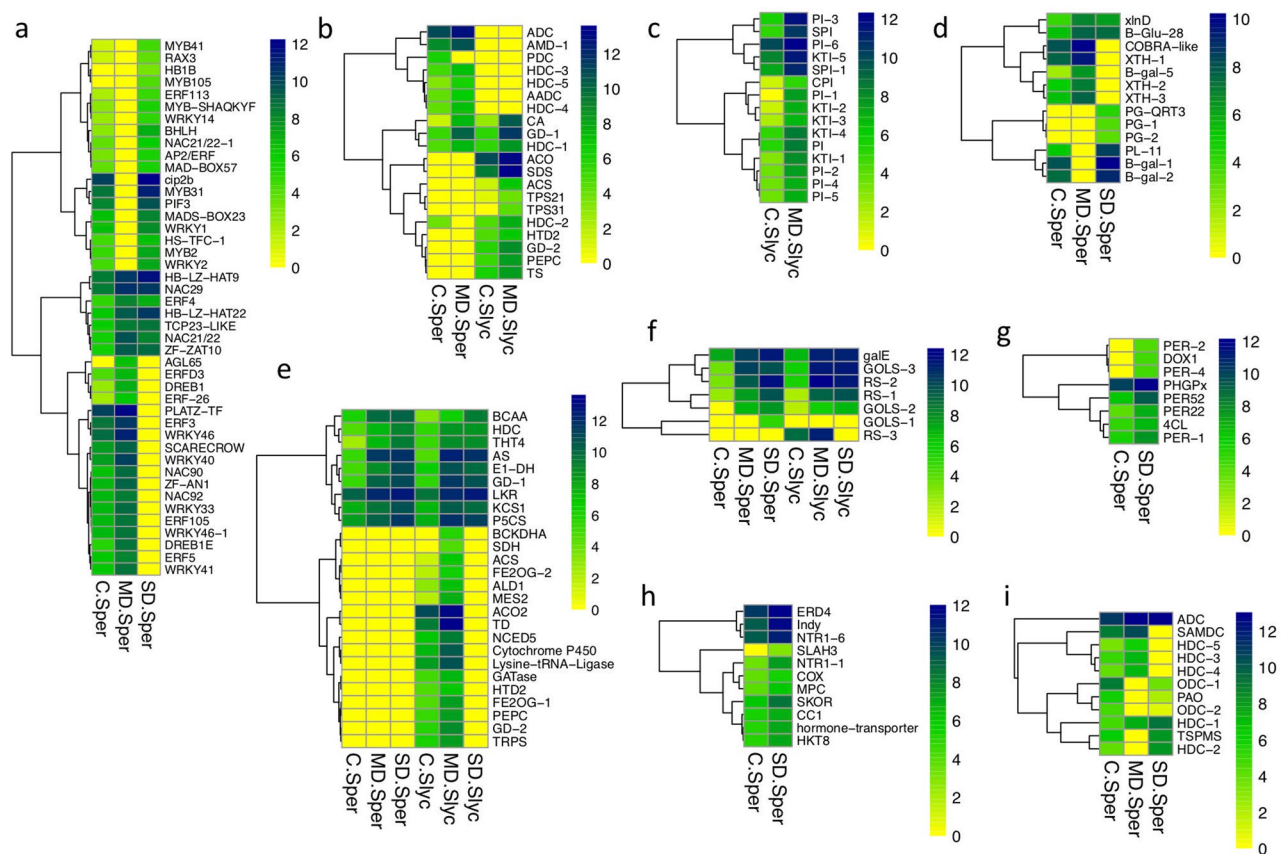 a
MYB41
RAX3
HB1B
MYB105
ERF113
MYB−SHAQKYF
WRKY14
BHLH
NAC21/22−1
AP2/ERF
MAD−BOX57
cip2b
MYB31
PIF3
MADS−BOX23
WRKY1
HS−TFC−1
MYB2
WRKY2
HB−LZ−HAT9
NAC29
ERF4
HB−LZ−HAT22
TCP23−LIKE
NAC21/22
ZF−ZAT10
AGL65
ERFD3
DREB1
ERF−26
PLATZ−TF
ERF3
WRKY46
SCARECROW
WRKY40
NAC90
ZF−AN1
NAC92
WRKY33
ERF105
WRKY46−1
DREB1E
ERF5
WRKY41
C.Sper
MD.Sper
SD.Sper
12
10
8
6
4
2
0
b
ADC
AMD−1
PDC
HDC−3
HDC−5
AADC
HDC−4
CA
GD−1
HDC−1
ACO
SDS
ACS
TPS21
TPS31
HDC−2
HTD2
GD−2
PEPC
TS
C.Sper
MD.Sper
C.Slyc
MD.Slyc
12
10
8
6
4
2
0
c
PI−3
SPI
PI−6
KTI−5
SPI−1
CPI
PI−1
KTI−2
KTI−3
KTI−4
PI
KTI−1
PI−2
PI−4
PI−5
C.Slyc
MD.Slyc
12
10
8
6
4
2
0
d
xlnD
B−Glu−28
COBRA−like
XTH−1
B−gal−5
XTH−2
XTH−3
PG−QRT3
PG−1
PG−2
PL−11
B−gal−1
B−gal−2
C.Sper
MD.Sper
SD.Sper
10
8
6
4
2
0
e
BCAA
HDC
THT4
AS
E1−DH
GD−1
LKR
KCS1
P5CS
BCKDHA
SDH
ACS
FE2OG−2
ALD1
MES2
ACO2
TD
NCED5
Cytochrome P450
Lysine−tRNA−Ligase
GATase
HTD2
FE2OG−1
PEPC
GD−2
TRPS
C.Sper
MD.Sper
SD.Sper
C.Slyc
MD.Slyc
SD.Slyc
12
10
8
6
4
2
0
f
galE
GOLS−3
RS−2
RS−1
GOLS−2
GOLS−1
RS−3
C.Sper
MD.Sper
SD.Sper
C.Slyc
MD.Slyc
SD.Slyc
12
10
8
6
4
2
0
g
PER−2
DOX1
PER−4
PHGPx
PER52
PER22
4CL
PER−1
C.Sper
SD.Sper
12
10
8
6
4
2
0
h
ERD4
Indy
NTR1−6
SLAH3
NTR1−1
COX
MPC
SKOR
CC1
hormone−transporter
HKT8
C.Sper
SD.Sper
12
10
8
6
4
2
0
i
ADC
SAMDC
HDC−5
HDC−3
HDC−4
ODC−1
PAO
ODC−2
HDC−1
TSPMS
HDC−2
C.Sper
MD.Sper
SD.Sper
12
10
8
6
4
2
0